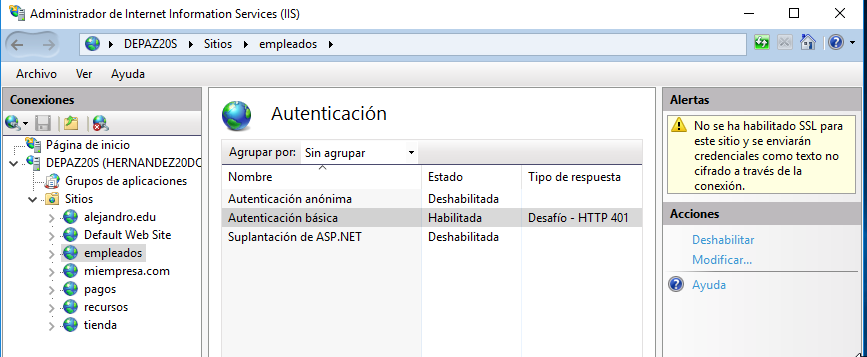 Administrador de Internet Information Services (IIS)
DEPAZ20S Sitios empleados
Archivo Ver Ayuda
Conexiones
Página de inicio
DEPAZ20S (HERNANDEZ20DO
Grupos de aplicaciones
Sitios
alejandro.edu
Default Web Site
empleados
miempresa.com
pagos
recursos
tienda
Autenticación
Agrupar por: Sin agrupar
Nombre Estado Tipo de respuesta
Autenticación anónima Deshabilitada
Autenticación básica Habilitada Desafío - HTTP 401
Suplantación de ASP.NET Deshabilitada
Alertas
No se ha habilitado SSL para
este sitio y se enviarán
credenciales como texto no
cifrado a través de la
conexión.
Acciones
Deshabilitar
Modificar...
Ayuda